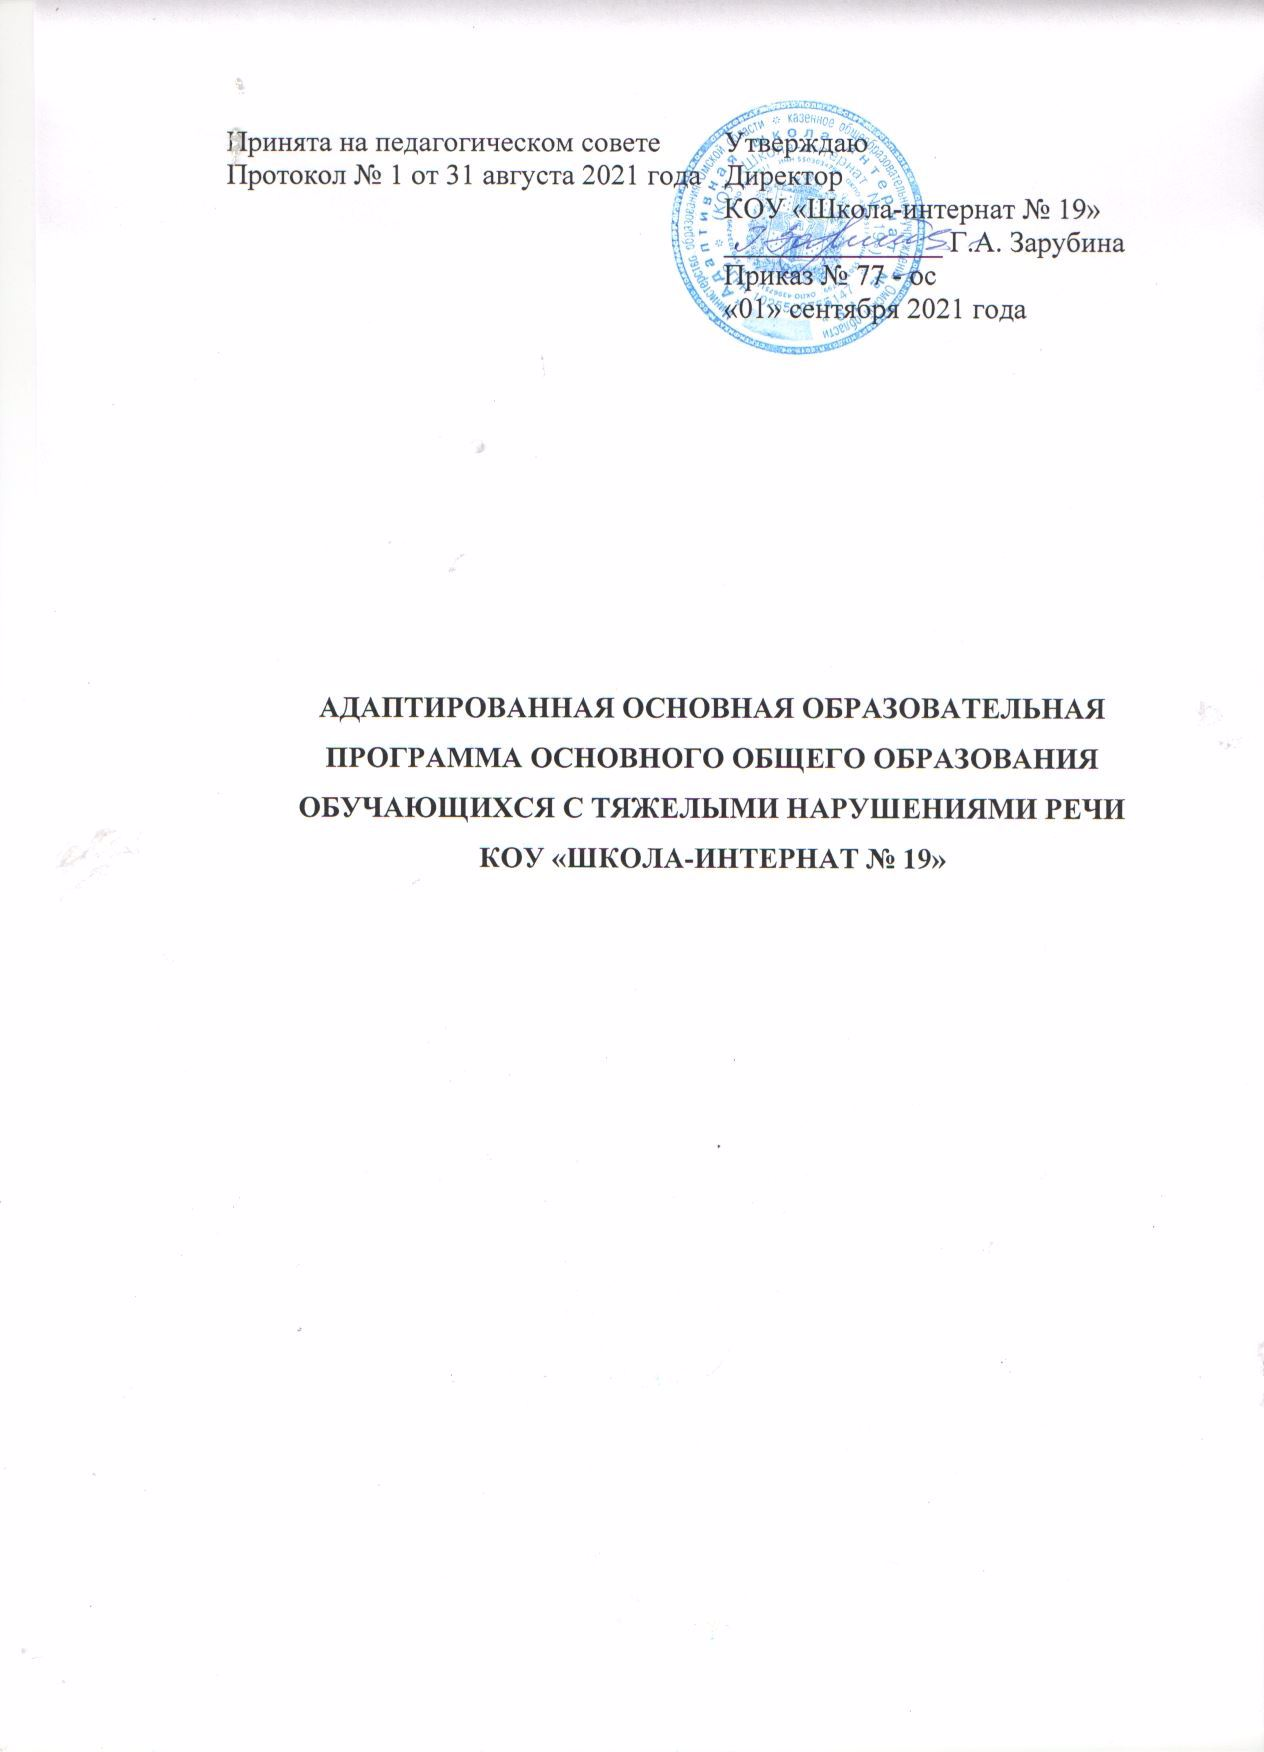 Принята на педагогическом совете
Протокол № 1 от 31 августа 2021 года
Утверждаю
Директор
КОУ «Школа-интернат № 19»
Г.А. Зарубина
Приказ № 77 - ос
«01» сентября 2021 года
АДАПТИРОВАННАЯ ОСНОВНАЯ ОБРАЗОВАТЕЛЬНАЯ
ПРОГРАММА ОСНОВНОГО ОБЩЕГО ОБРАЗОВАНИЯ
ОБУЧАЮЩИХСЯ С ТЯЖЕЛЫМИ НАРУШЕНИЯМИ РЕЧИ
КОУ «ШКОЛА-ИНТЕРНАТ № 19»